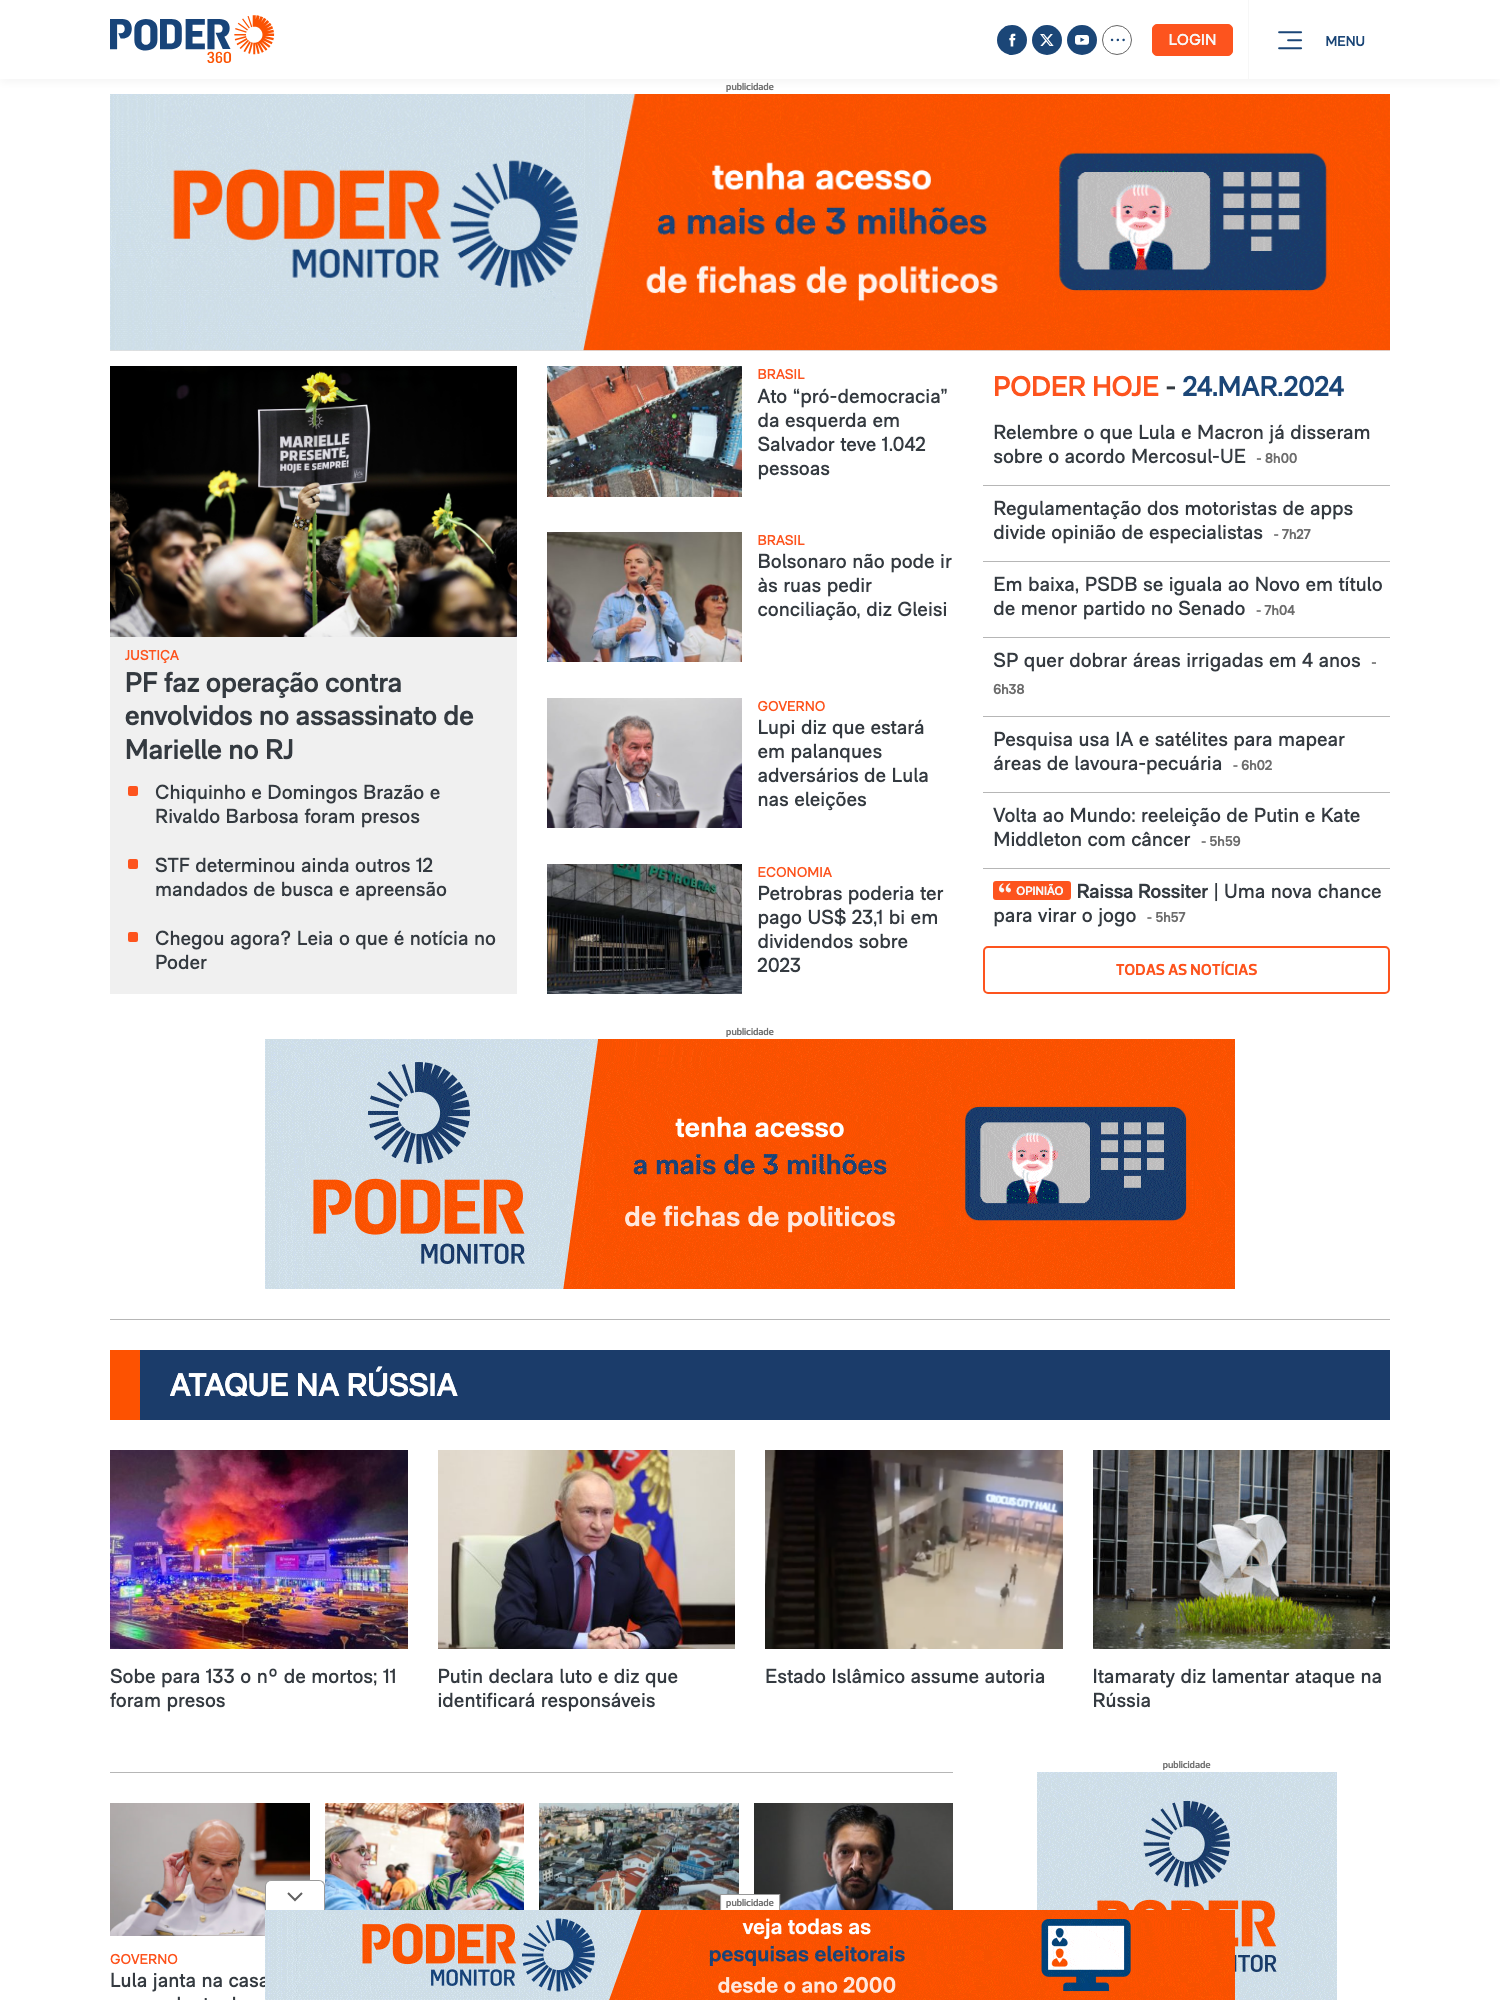 PODER
360
LOGIN
MENU
publicidade
PODER
MONITOR
tenha acesso
a mais de 3 milhões
de fichas de politicos
MARIELLE
PRESENTE,
HOJE E SEMPRE!
JUSTIÇA
PF faz operação contra
envolvidos no assassinato de
Marielle no RJ
Chiquinho e Domingos Brazão e
Rivaldo Barbosa foram presos
STF determinou ainda outros 12
mandados de busca e apreensão
Chegou agora? Leia o que é notícia no
Poder
BRASIL
Ato “pró-democracia”
da esquerda em
Salvador teve 1.042
pessoas
BRASIL
Bolsonaro não pode ir
às ruas pedir
conciliação, diz Gleisi
GOVERNO
Lupi diz que estará
em palanques
adversários de Lula
nas eleições
PETROBRAS
ECONOMIA
Petrobras poderia ter
pago US$ 23,1 bi em
dividendos sobre
2023
PODER HOJE - 24.MAR.2024
Relembre o que Lula e Macron já disseram
sobre o acordo Mercosul-UE - 8h00
Regulamentação dos motoristas de apps
divide opinião de especialistas - 7h27
Em baixa, PSDB se iguala ao Novo em título
de menor partido no Senado - 7h04
SP quer dobrar áreas irrigadas em 4 anos -
6h38
Pesquisa usa IA e satélites para mapear
áreas de lavoura-pecuária - 6h02
Volta ao Mundo: reeleição de Putin e Kate
Middleton com câncer - 5h59
OPINIÃO Raissa Rossiter | Uma nova chance
para virar o jogo - 5h57
TODAS AS NOTÍCIAS
publicidade
PODER
MONITOR
tenha acesso
a mais de 3 milhões
de fichas de politicos
ATAQUE NA RÚSSIA
CROCUS CITY HALL
Sobe para 133 o nº de mortos; 11
foram presos
Putin declara luto e diz que
identificará responsáveis
Estado Islâmico assume autoria
Itamaraty diz lamentar ataque na
Rússia
publicidade
GOVERNO
Lula janta na casa
publicidade
PODER
MONITOR
veja todas as
pesquisas eleitorais
desde o ano 2000